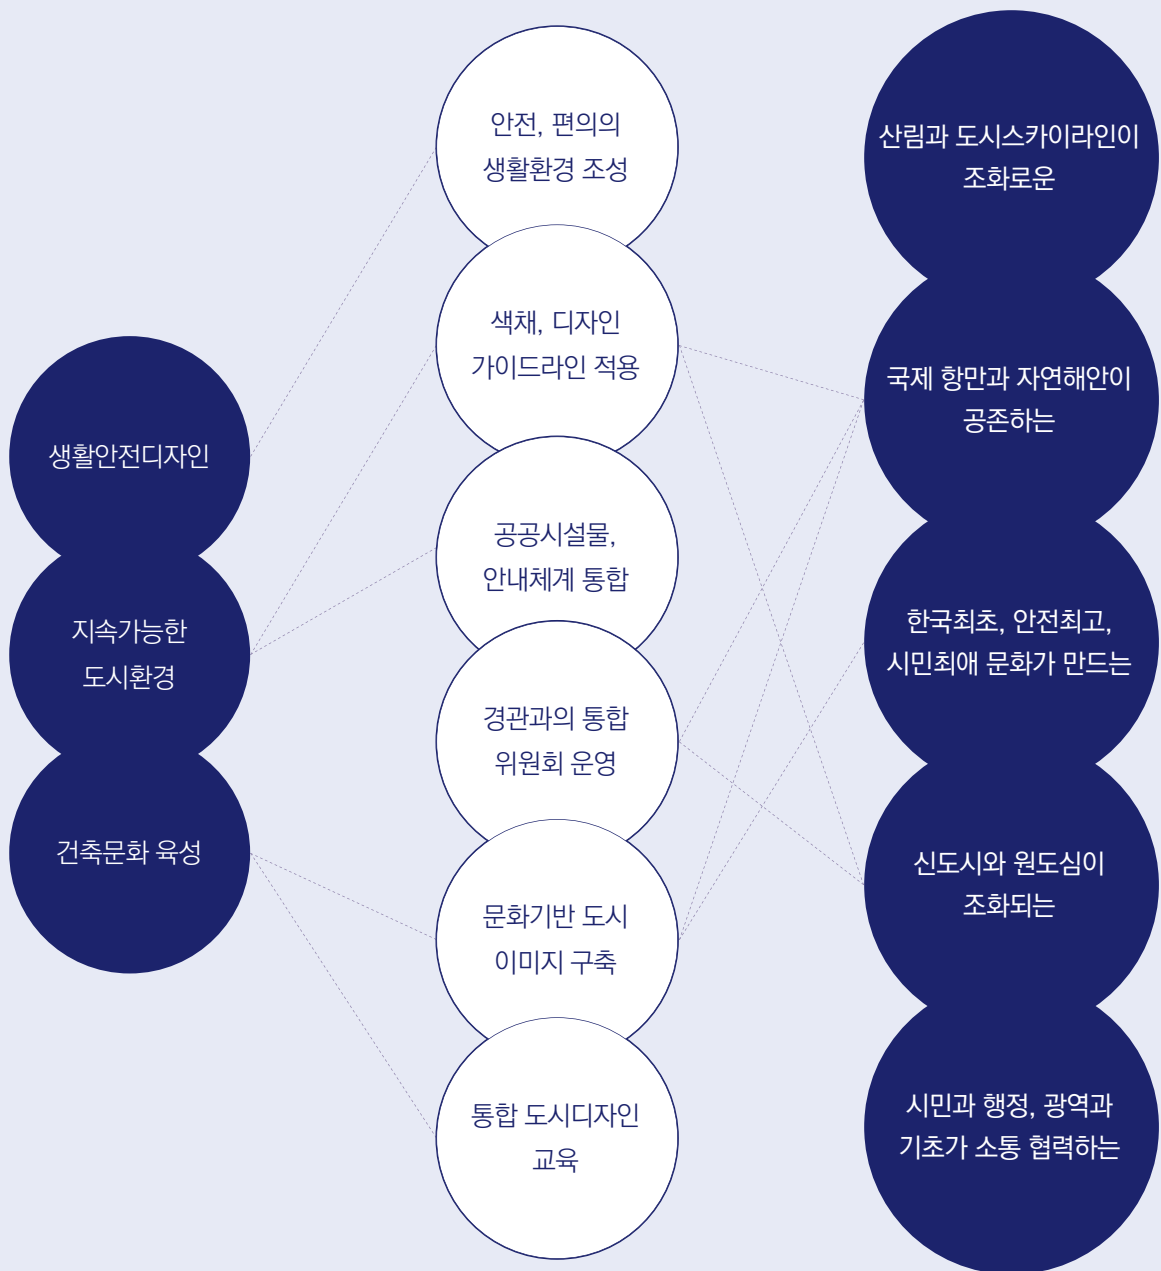 생활안전디자인
지속가능한
도시환경
건축문화 육성
안전, 편의의
생활환경 조성
색채, 디자인
가이드라인 적용
공공시설물,
안내체계 통합
경관과의 통합
위원회 운영
문화기반 도시
이미지 구축
통합 도시디자인
교육
산림과 도시스카이라인이
조화로운
국제 항만과 자연해안이
공존하는
한국최초, 안전최고,
시민최애 문화가 만드는
신도시와 원도심이
조화되는
시민과 행정, 광역과
기초가 소통 협력하는